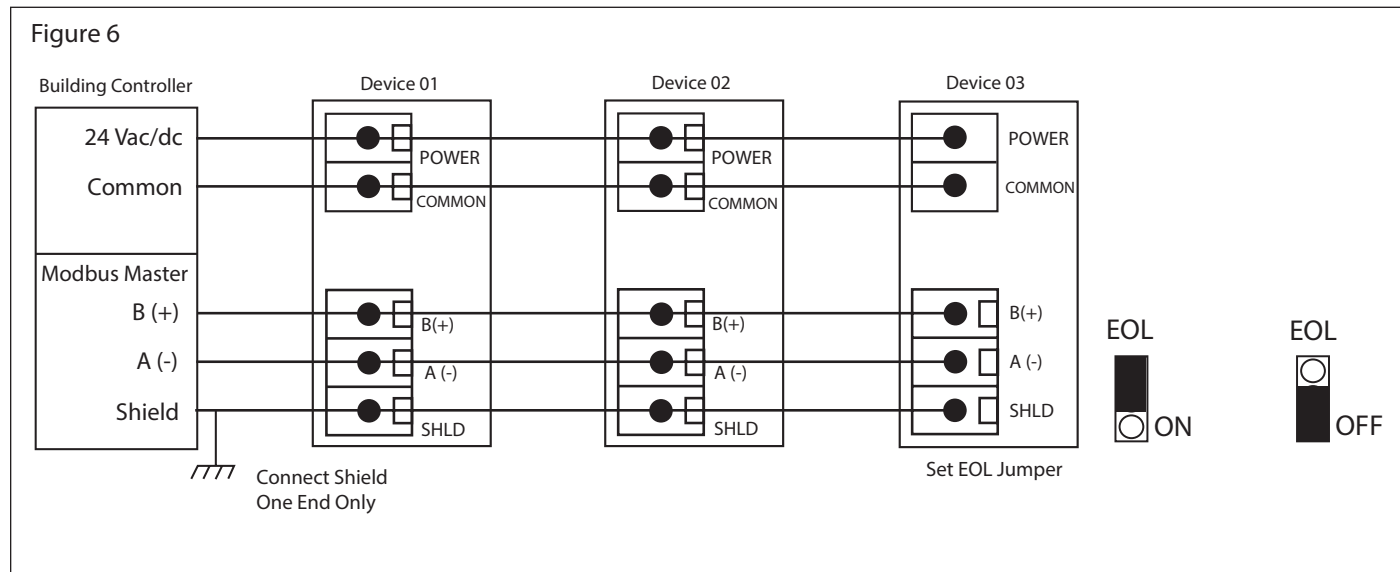 Figure 6
Building Controller
24 Vac/dc
Common
Modbus Master
B (+)
A (-)
Shield
Connect Shield
One End Only
Device 01
POWER
COMMON
B(+)
A (-)
SHLD
Device 02
POWER
COMMON
B(+)
A (-)
SHLD
Device 03
POWER
COMMON
B(+)
A (-)
SHLD
Set EOL Jumper
EOL
ON
EOL
OFF